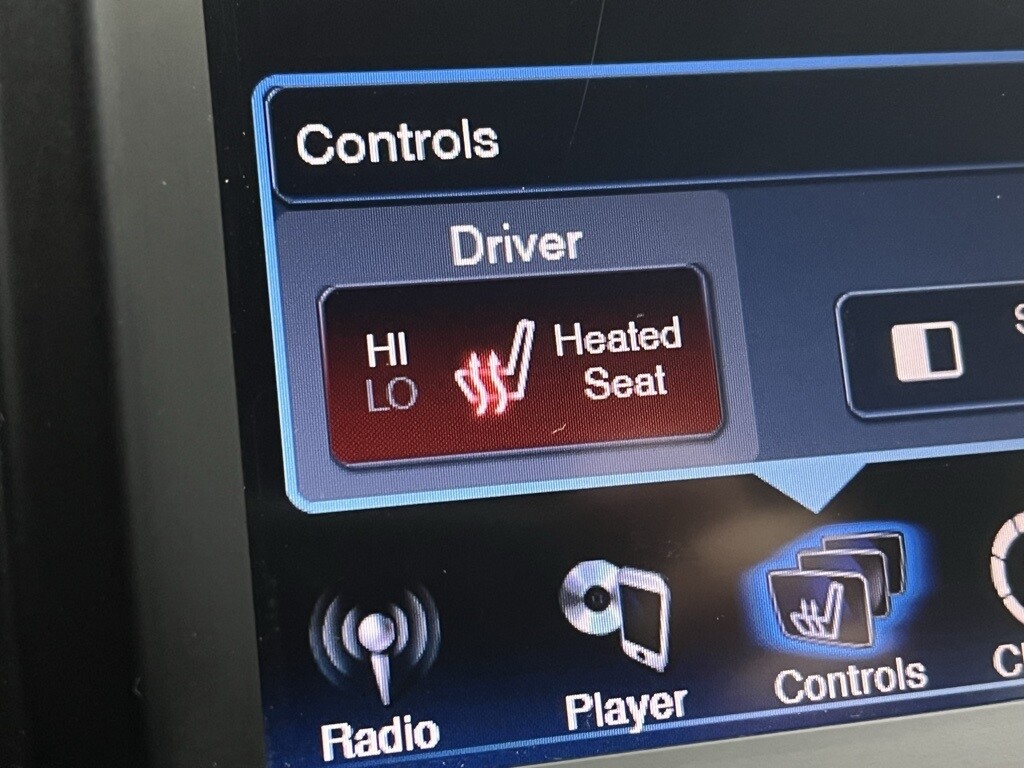 Controls
Driver
HI
LO
Heated
Seat
Radio
Player
Controls